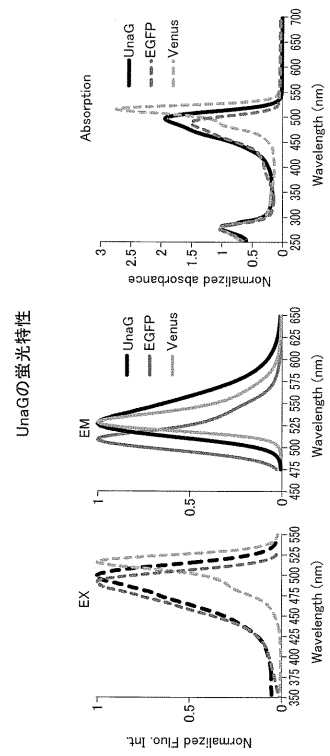 UnaGの蛍光特性
EX
Normalized Fluo. Int.
1
0.5
0
350 375 400 425 450 475 500 525 550
Wavelength (nm)
EM
UnaG
EGFP
Venus
1
0.5
0
450 475 500 525 550 575 600 625 650
Wavelength (nm)
Absorption
UnaG
EGFP
Venus
Normalized absorbance
3
2.5
2
1.5
1
0.5
0
250 300 350 400 450 500 550 600 650 700
Wavelength (nm)